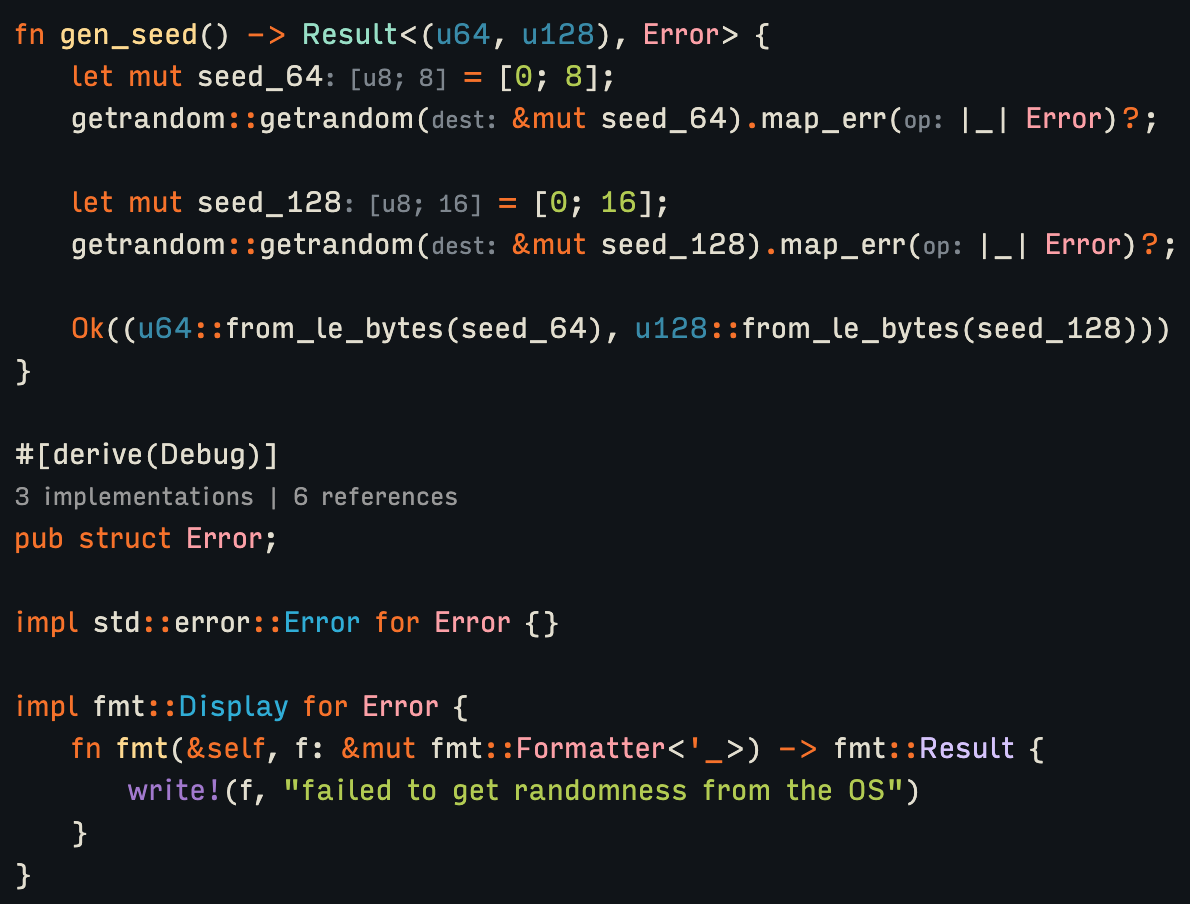 fn gen_seed() -> Result<(u64, u128), Error> {
    let mut seed_64: [u8; 8] = [0; 8];
    getrandom::getrandom(dest: &mut seed_64).map_err(op: |_| Error)?;

    let mut seed_128: [u8; 16] = [0; 16];
    getrandom::getrandom(dest: &mut seed_128).map_err(op: |_| Error)?;

    Ok((u64::from_le_bytes(seed_64), u128::from_le_bytes(seed_128)))
}

#[derive(Debug)]
3 implementations | 6 references
pub struct Error;

impl std::error::Error for Error {}

impl fmt::Display for Error {
    fn fmt(&self, f: &mut fmt::Formatter<'_>) -> fmt::Result {
        write!(f, "failed to get randomness from the OS")
    }
}